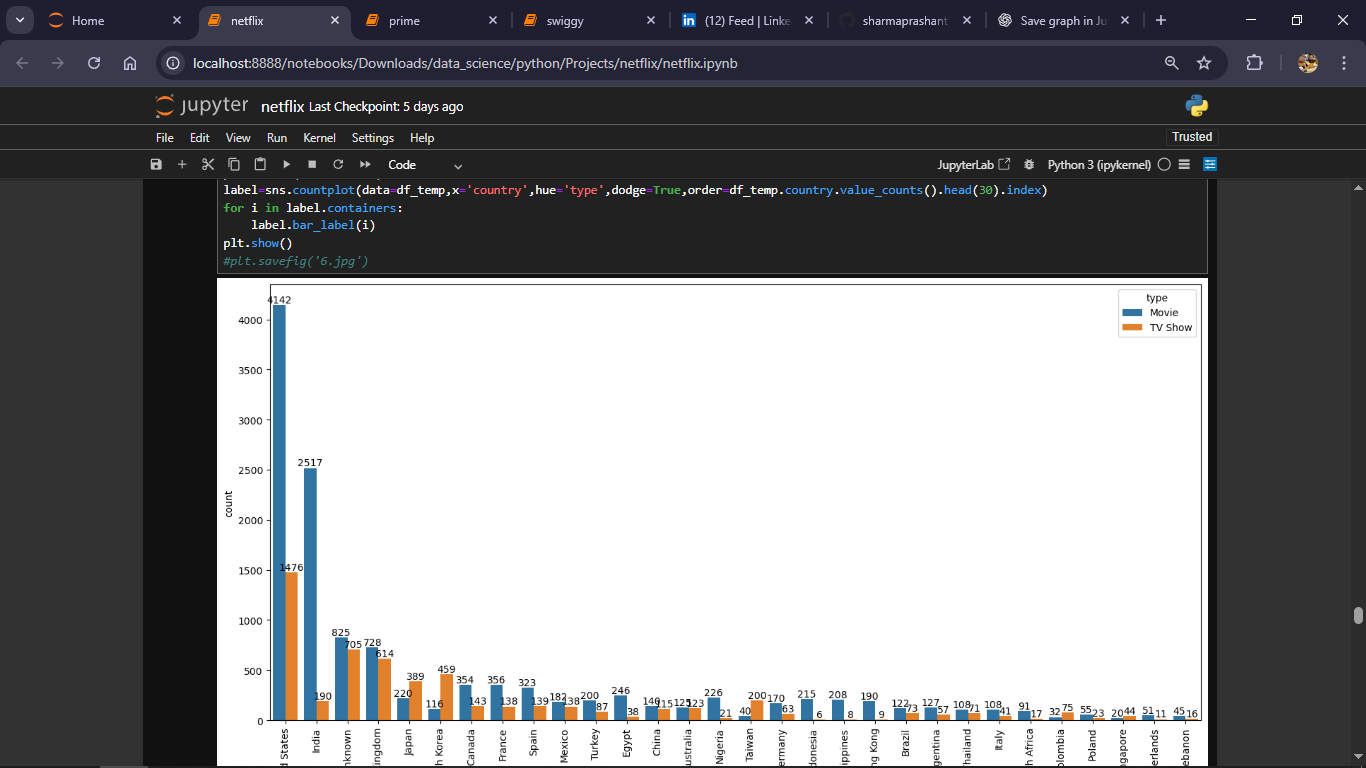 Home
netflix
prime
swiggy
(12) Feed | Linke
sharmaprashant
Save graph in Ju
localhost:8888/notebooks/Downloads/data_science/python/Projects/netflix/netflix.ipynb
jupyter netflix Last Checkpoint: 5 days ago
File Edit View Run Kernel Settings Help
Trusted
Code
JupyterLab
Python 3 (ipykernel)
label=sns.countplot(data=df_temp,x='country',hue='type',dodge=True,order=df_temp.country.value_counts().head(30).index)
for i in label.containers:
    label.bar_label(i)
plt.show()
#plt.savefig('6.jpg')
type
Movie
TV Show
count
4000
3500
3000
2500
2000
1500
1000
500
0
4142 1476
2517 190
825 705
728 614
220 389
116 459
354 143
356 138
323 139
182 138
200 87
246 38
146 115
125 123
226 21
40 200
170 63
215 6
208 8
190 9
122 73
127 57
108 71
108 41
91 17
32 75
55 23
20 44
51 11
45 16
d States
India
nknown
ingdom
Japan
h Korea
Canada
France
Spain
Mexico
Turkey
Egypt
China
ustralia
Nigeria
Taiwan
ermany
donesia
ippines
g Kong
Brazil
entina
hailand
Italy
h Africa
olombia
Poland
ngapore
erlands
ebanon